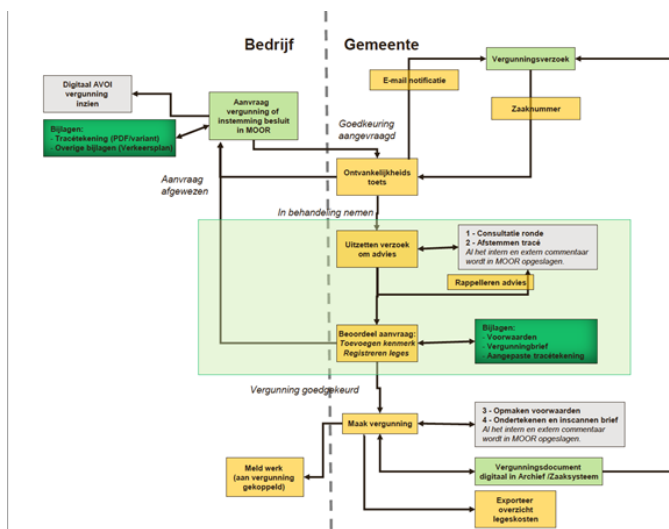 Bedrijf
Gemeente
Digitaal AVOI
vergunning
inzien
Aanvraag
vergunning of
instemming besluit
in MOOR
Bijlagen:
- Tracétekening (PDF/variant)
- Overige bijlagen (Verkeersplan)
E-mail notificatie
Vergunningsverzoek
Zaaknummer
Goedkeuring
aangevraagd
Aanvraag
afgewezen
Ontvankelijkheids
toets
In behandeling nemen
Uitzetten verzoek
om advies
1 - Consultatie ronde
2 - Afstemmen tracé
Al het intern en extern commentaar
wordt in MOOR opgeslagen.
Rappelleren advies
Beoordeel aanvraag:
Toevoegen kenmerk
Registreren leges
Bijlagen:
- Voorwaarden
- Vergunningbrief
- Aangepaste tracétekening
Vergunning goedgekeurd
Maak vergunning
3 - Opmaken voorwaarden
4 - Ondertekenen en inscannen brief
Al het intern en extern commentaar
wordt in MOOR opgeslagen.
Meld werk
(aan vergunning
gekoppeld)
Vergunningsdocument
digitaal in Archief /Zaaksysteem
Exporteer
overzicht
legeskosten